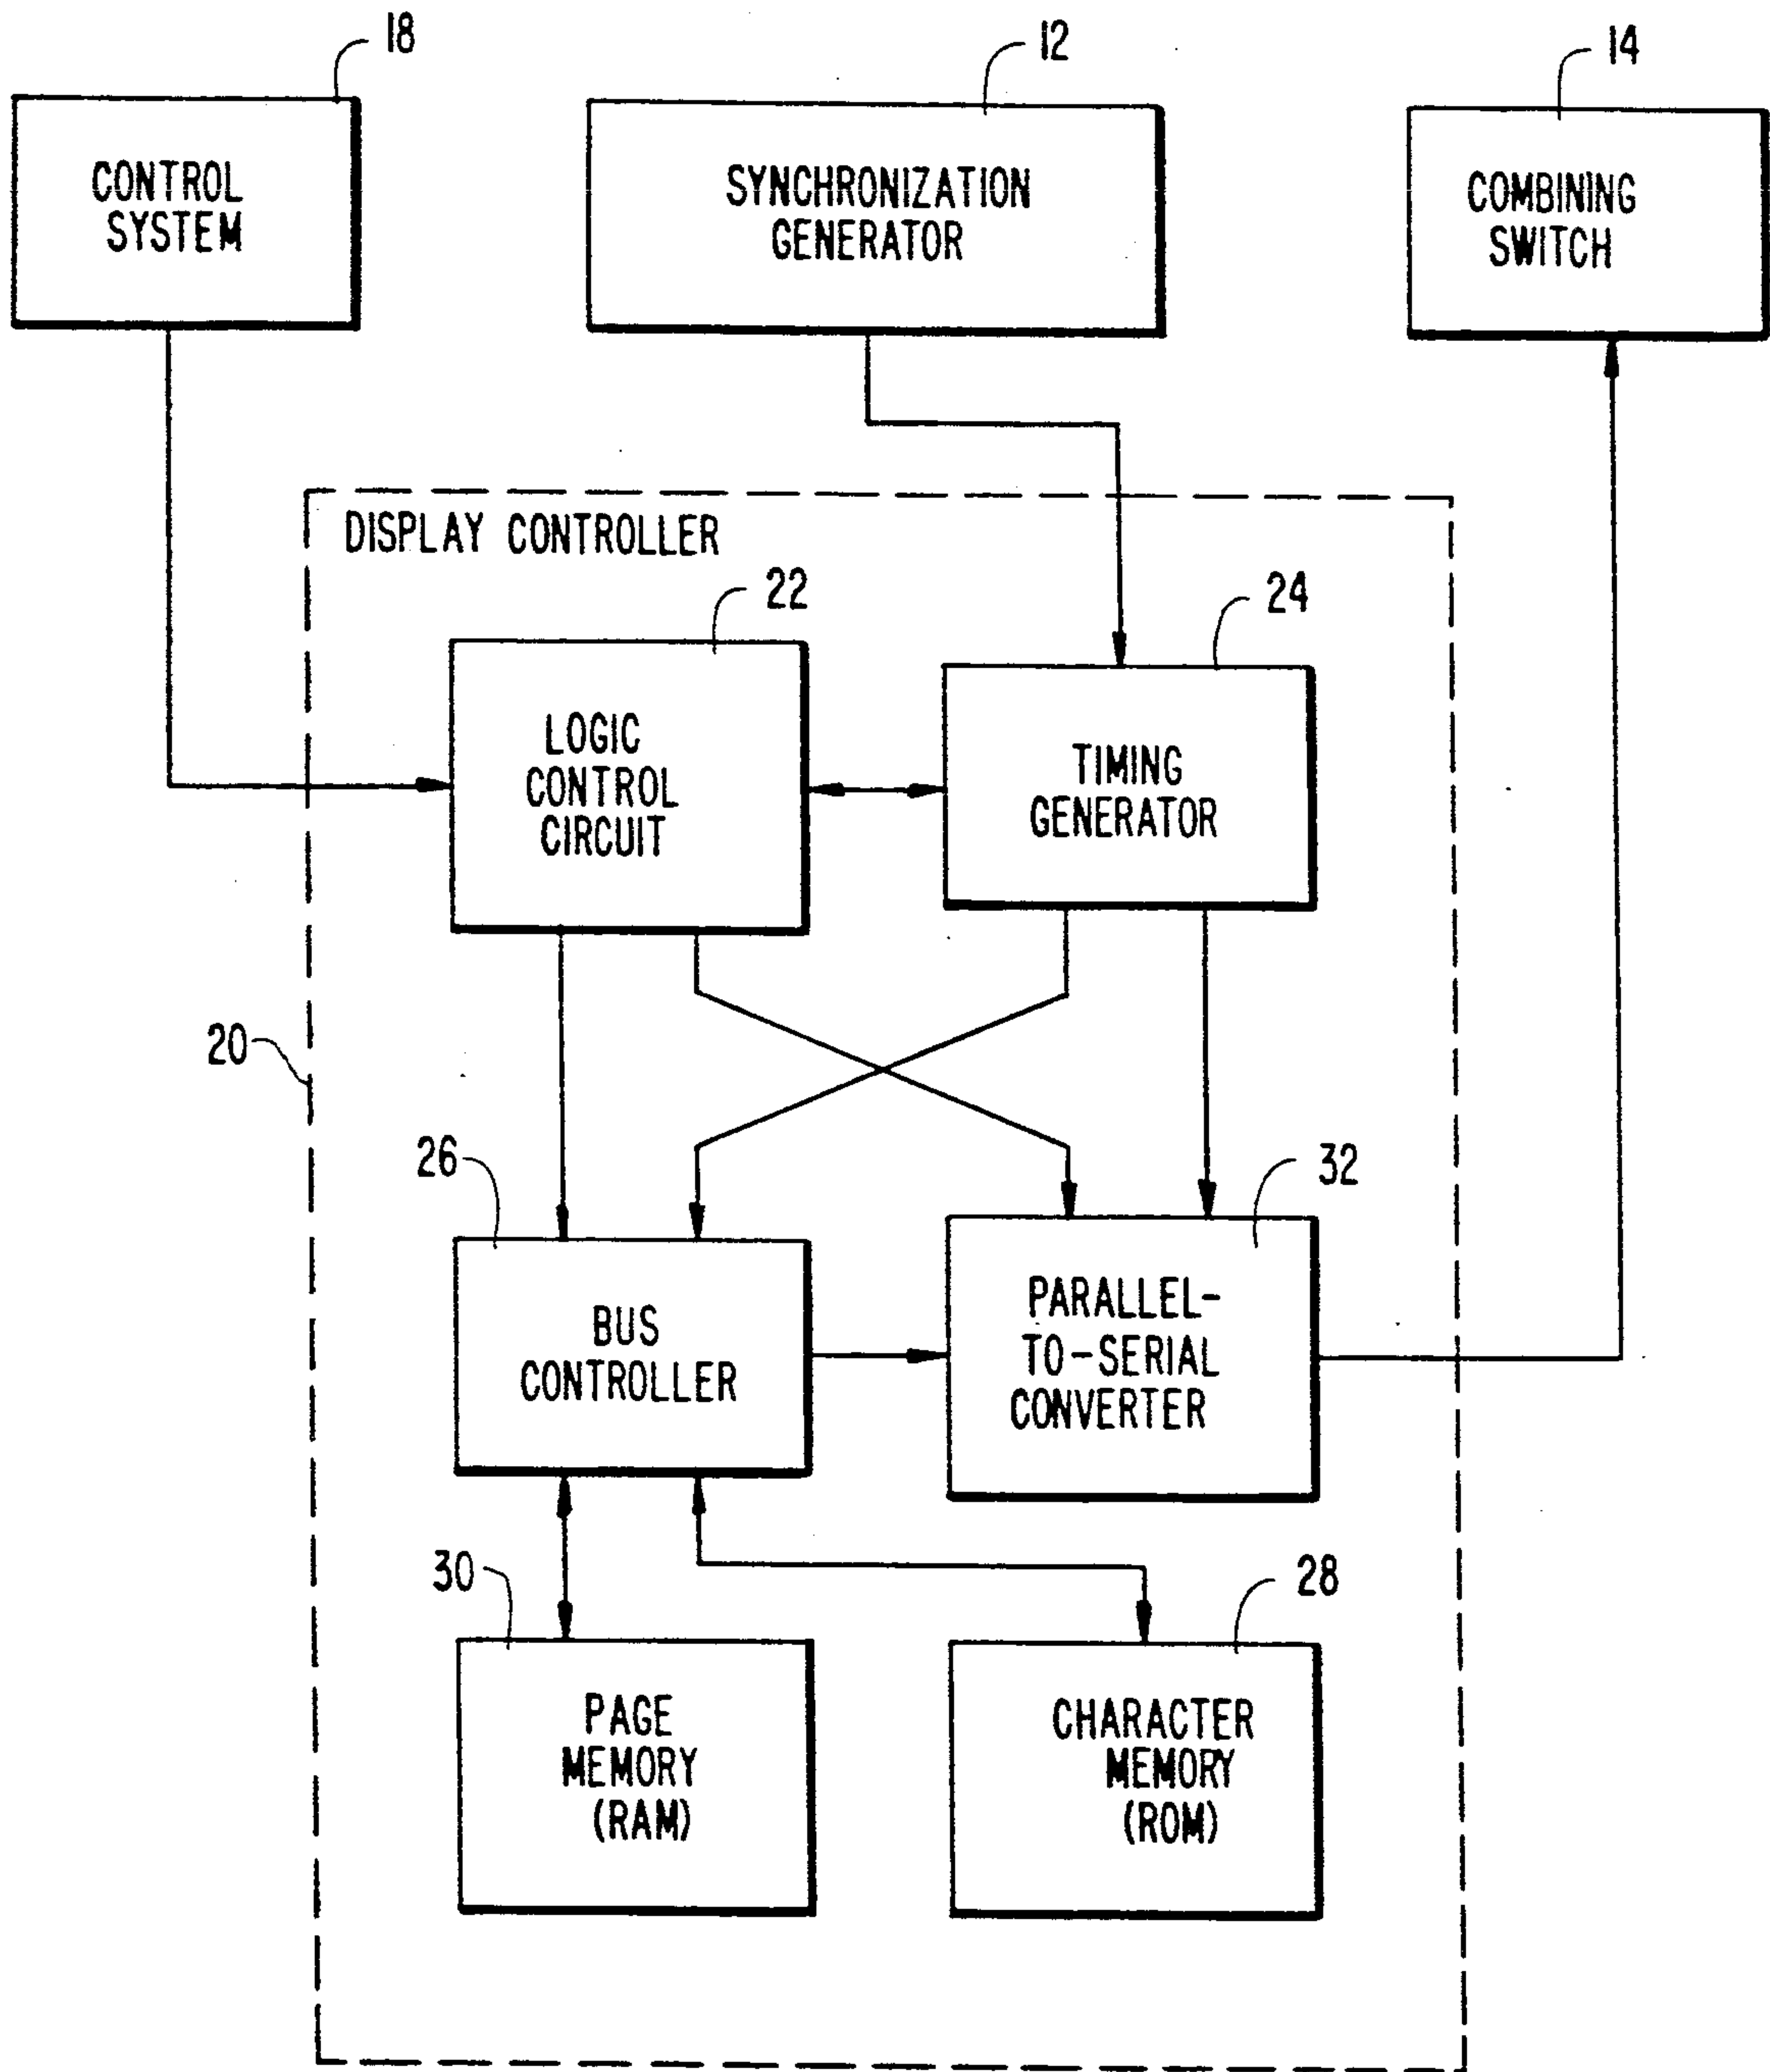 18
12
14
CONTROL
SYSTEM
SYNCHRONIZATION
GENERATOR
COMBINING
SWITCH
DISPLAY CONTROLLER
22
24
LOGIC
CONTROL
CIRCUIT
TIMING
GENERATOR
20
26
32
BUS
CONTROLLER
PARALLEL-
TO-SERIAL
CONVERTER
30
28
PAGE
MEMORY
(RAM)
CHARACTER
MEMORY
(ROM)